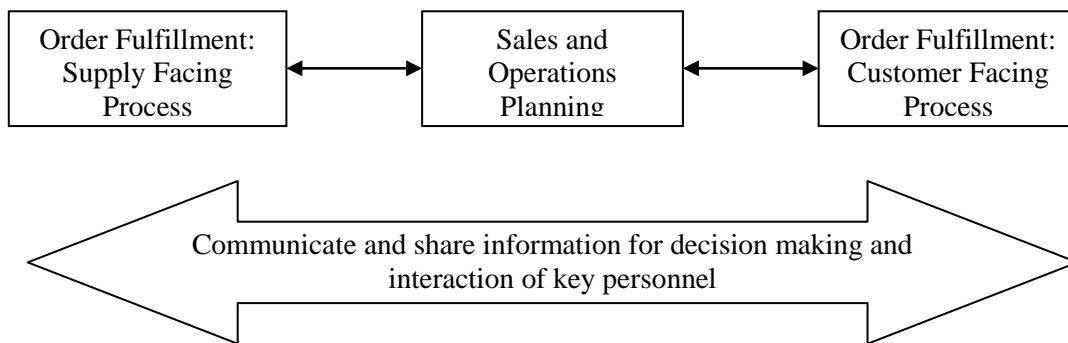 Order Fulfillment:
Supply Facing
Process
Sales and
Operations
Planning
Order Fulfillment:
Customer Facing
Process
Communicate and share information for decision making and
interaction of key personnel